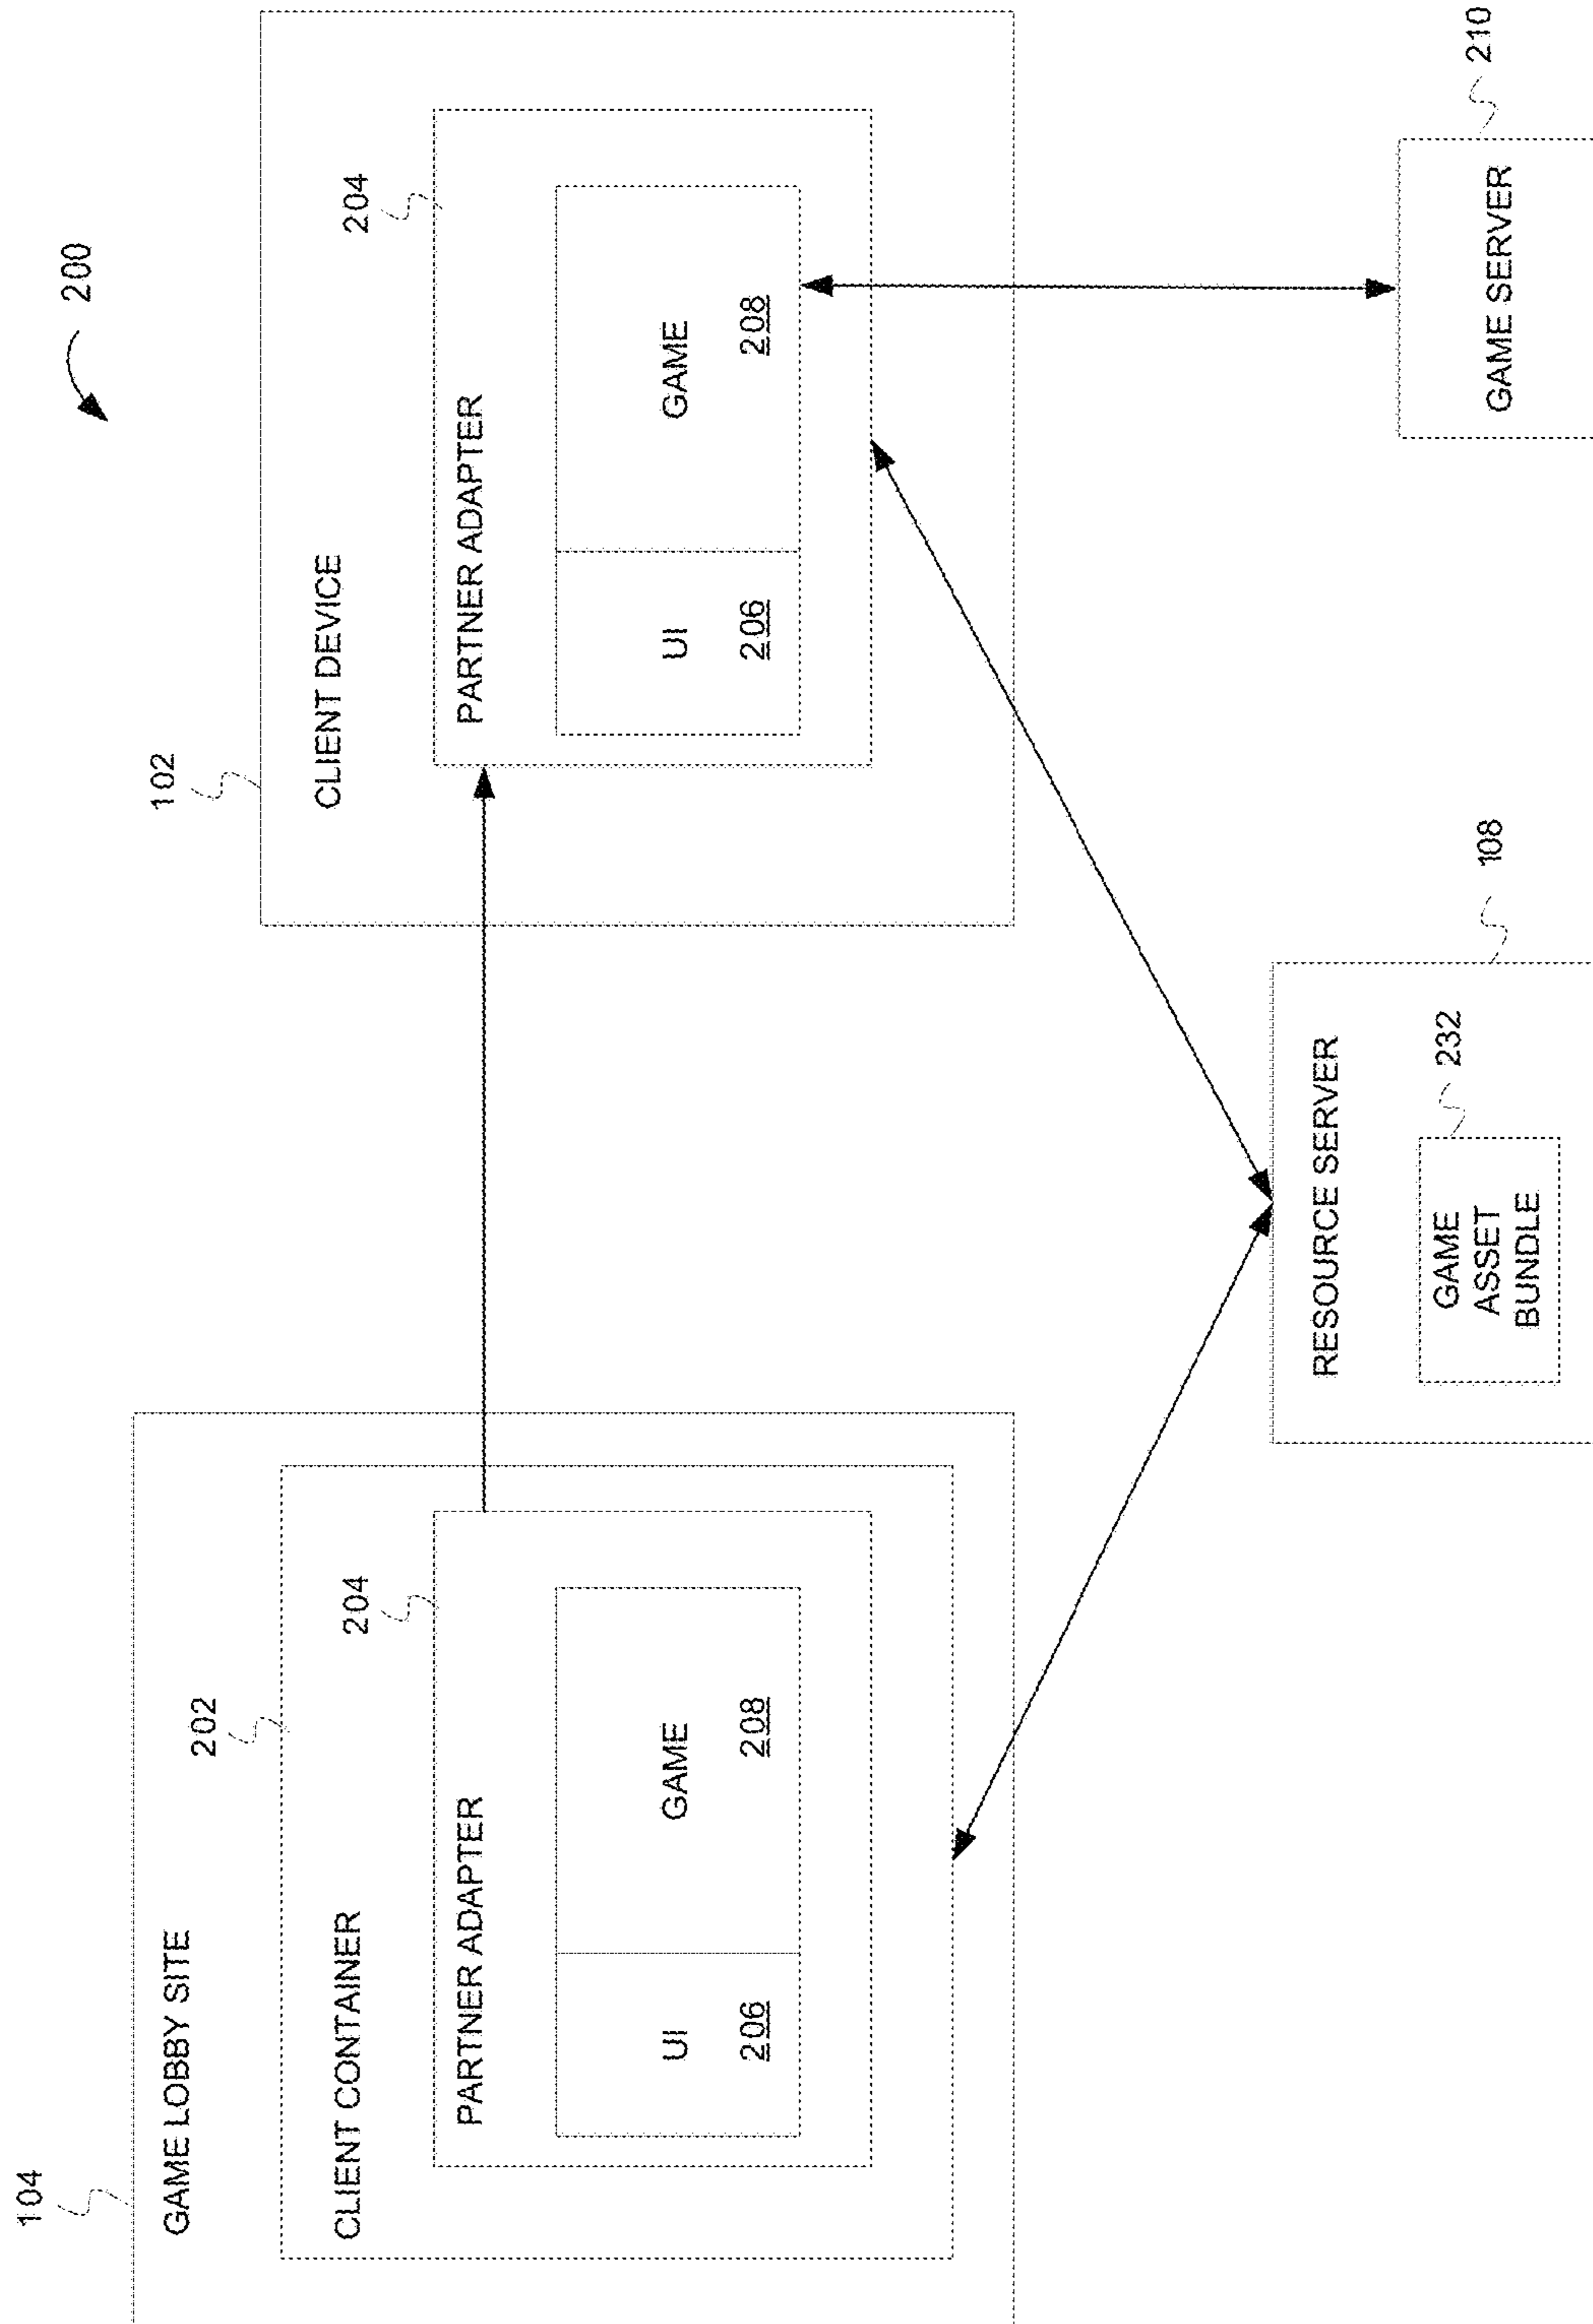 200
104
GAME LOBBY SITE
202
CLIENT CONTAINER
204
PARTNER ADAPTER
UI
206
GAME
208
102
CLIENT DEVICE
204
PARTNER ADAPTER
UI
206
GAME
208
108
RESOURCE SERVER
232
GAME
ASSET
BUNDLE
210
GAME SERVER